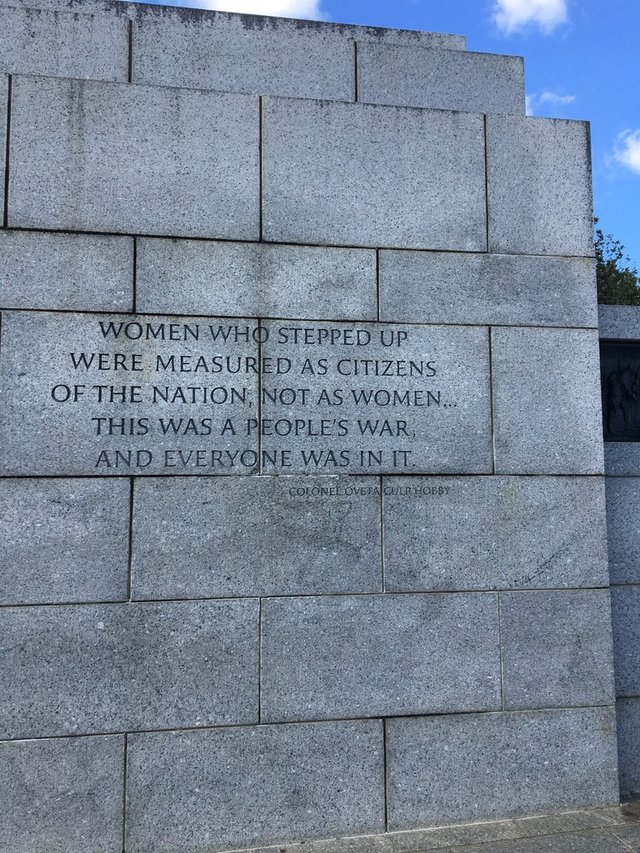 WOMEN WHO STEPPED UP
WERE MEASURED AS CITIZENS
OF THE NATION, NOT AS WOMEN...
THIS WAS A PEOPLE'S WAR,
AND EVERYONE WAS IN IT.
COLONEL OVETA CULP HOBBY